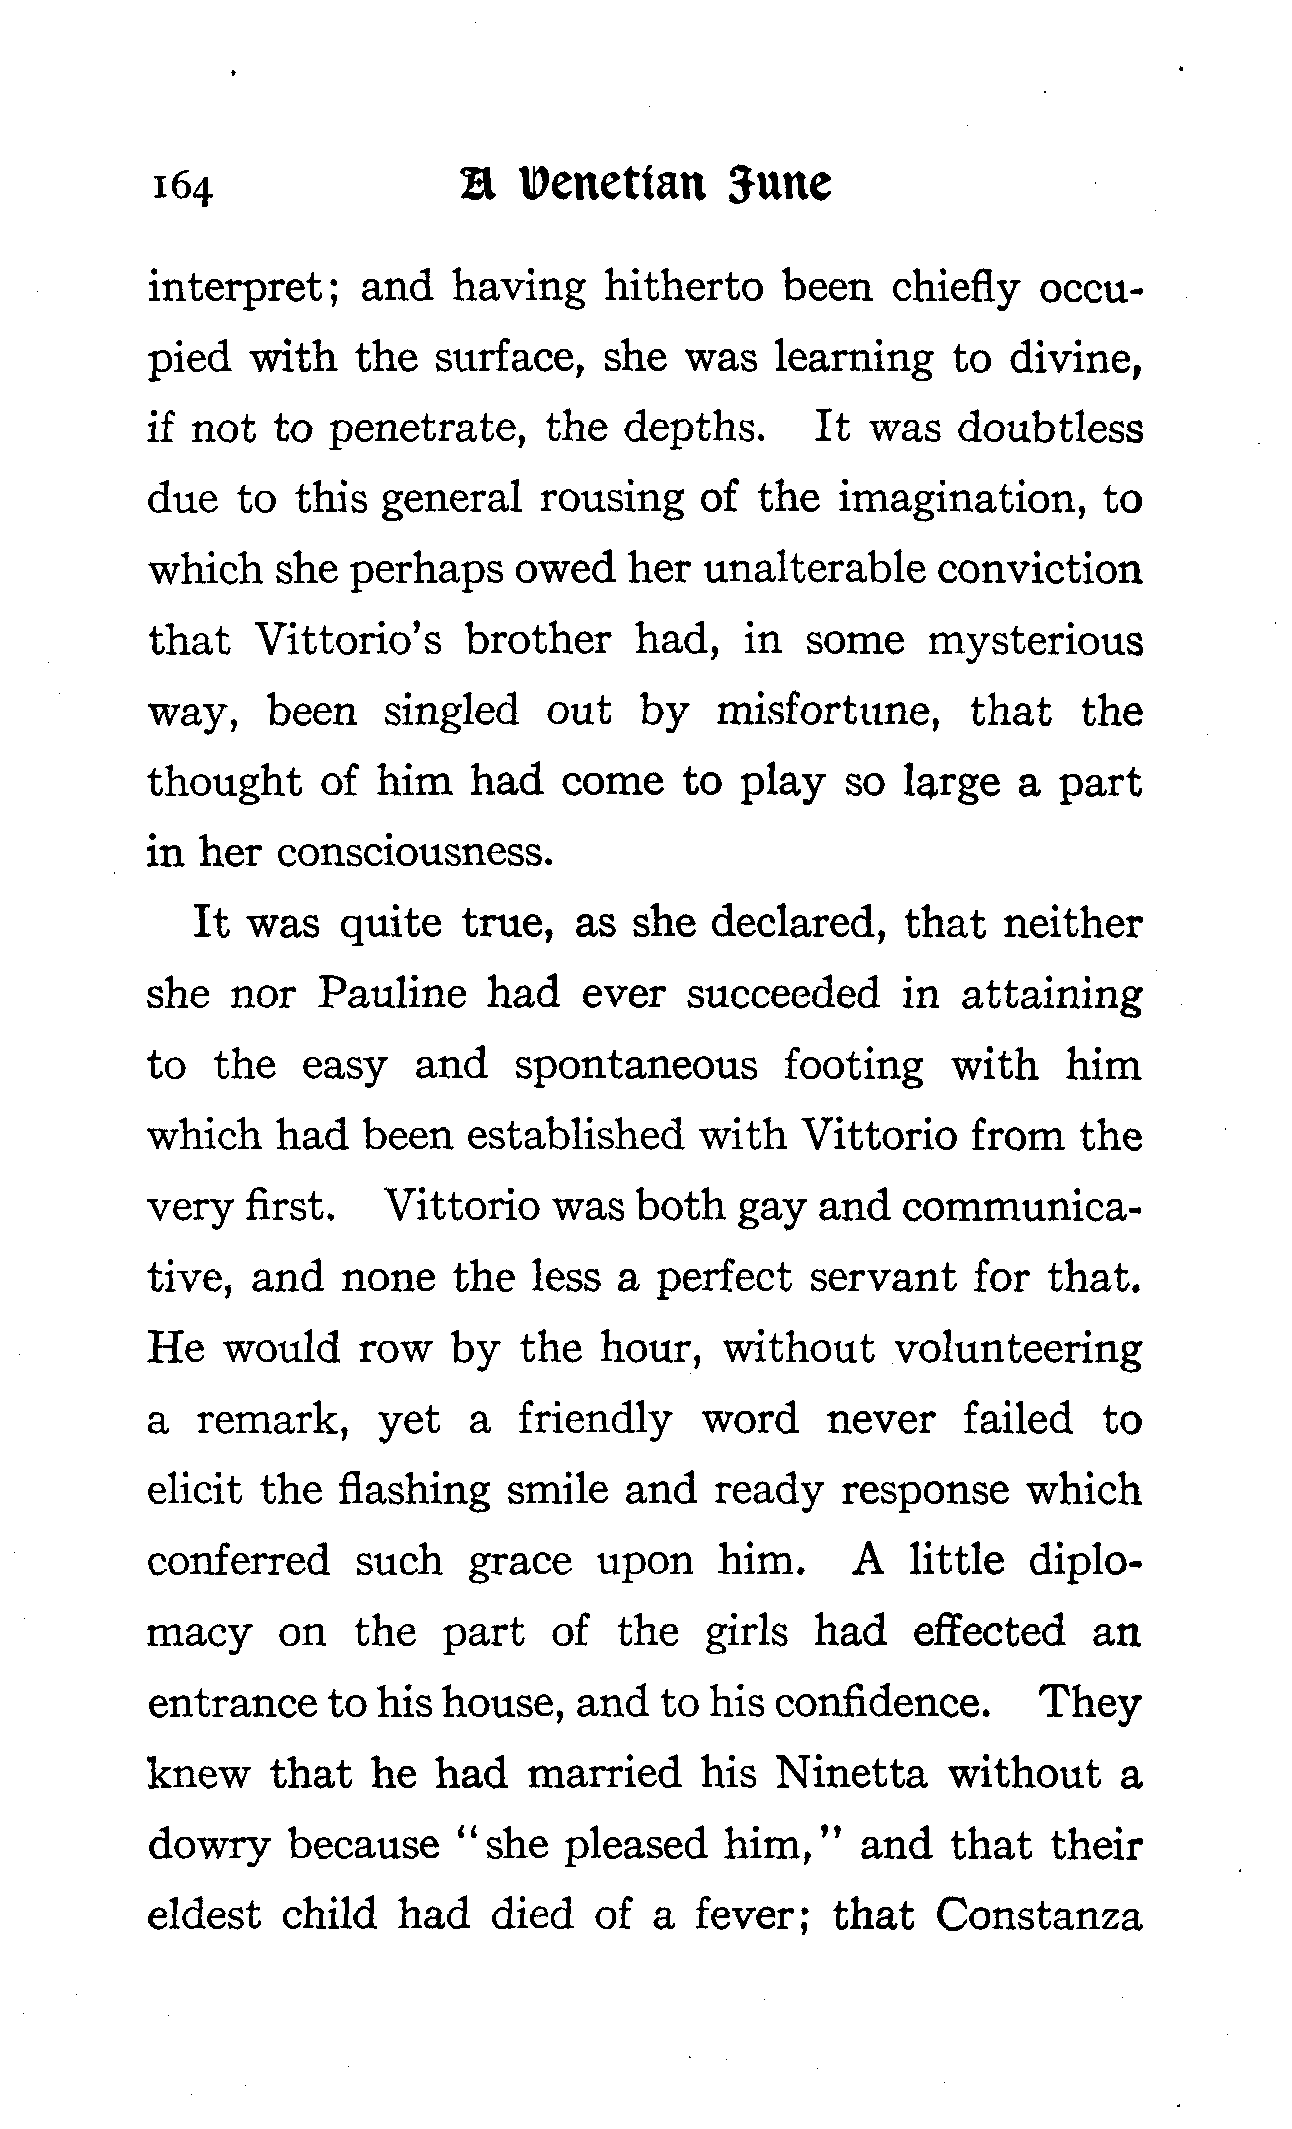 164 A Venetian June
interpret; and having hitherto been chiefly occu-
pied with the surface, she was learning to divine,
if not to penetrate, the depths. It was doubtless
due to this general rousing of the imagination, to
which she perhaps owed her unalterable conviction
that Vittorio's brother had, in some mysterious
way, been singled out by misfortune, that the
thought of him had come to play so large a part
in her consciousness.
It was quite true, as she declared, that neither
she nor Pauline had ever succeeded in attaining
to the easy and spontaneous footing with him
which had been established with Vittorio from the
very first. Vittorio was both gay and communica-
tive, and none the less a perfect servant for that.
He would row by the hour, without volunteering
a remark, yet a friendly word never failed to
elicit the flashing smile and ready response which
conferred such grace upon him. A little diplo-
macy on the part of the girls had effected an
entrance to his house, and to his confidence. They
knew that he had married his Ninetta without a
dowry because "she pleased him," and that their
eldest child had died of a fever; that Constanza